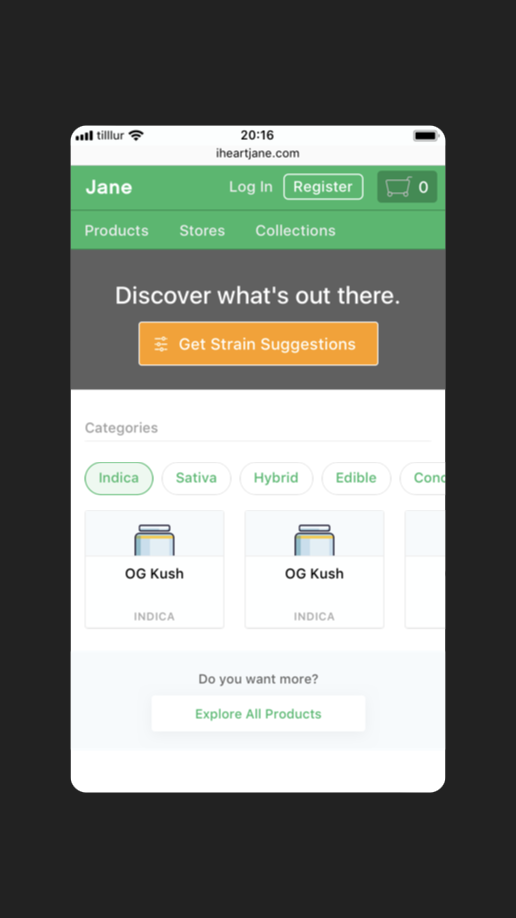 tilllur 20:16
iheartjane.com
Jane Log In Register 0
Products Stores Collections
Discover what's out there.
Get Strain Suggestions
Categories
Indica Sativa Hybrid Edible Conc
OG Kush OG Kush
INDICA INDICA
Do you want more?
Explore All Products